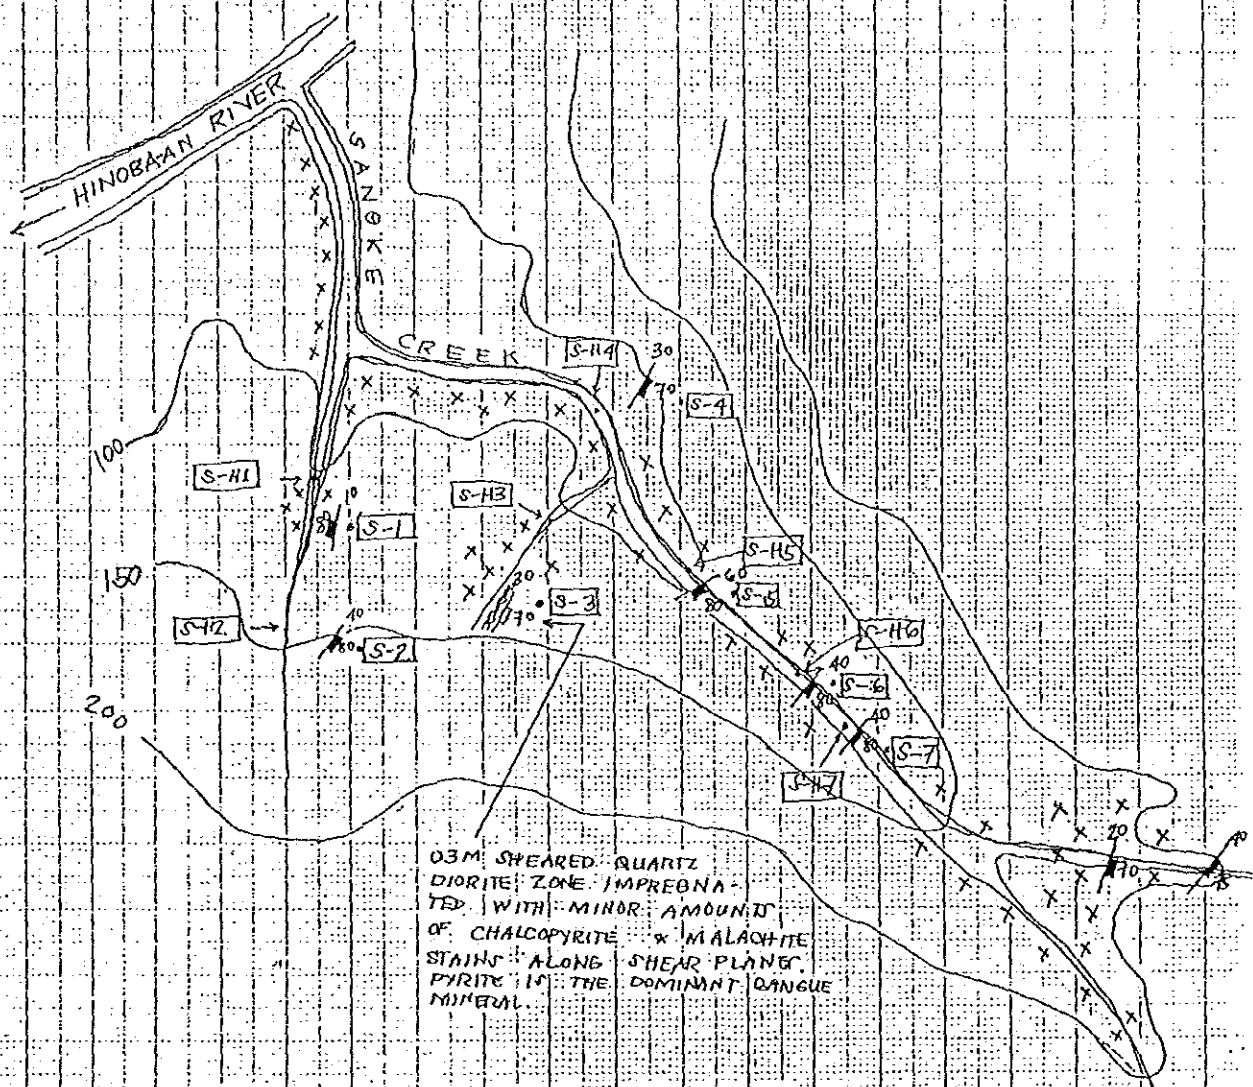 HINOBAAN RIVER
SANOKE
CREEK
S-H4
30
70
S-4
100
S-H1
S-H3
0
80
S-1
S-H5
60
S-5
80
150
30
S-3
70
S-H2
40
80
S-2
S-H6
40
S-6
80
200
40
80
S-7
S-H7
20
70
40
03M SHEARED QUARTZ
DIORITE ZONE IMPREGNA-
TED WITH MINOR AMOUNTS
OF CHALCOPYRITE & MALACHITE
STAINS ALONG SHEAR PLANES.
PYRITE IS THE DOMINANT GANGUE
MINERAL.